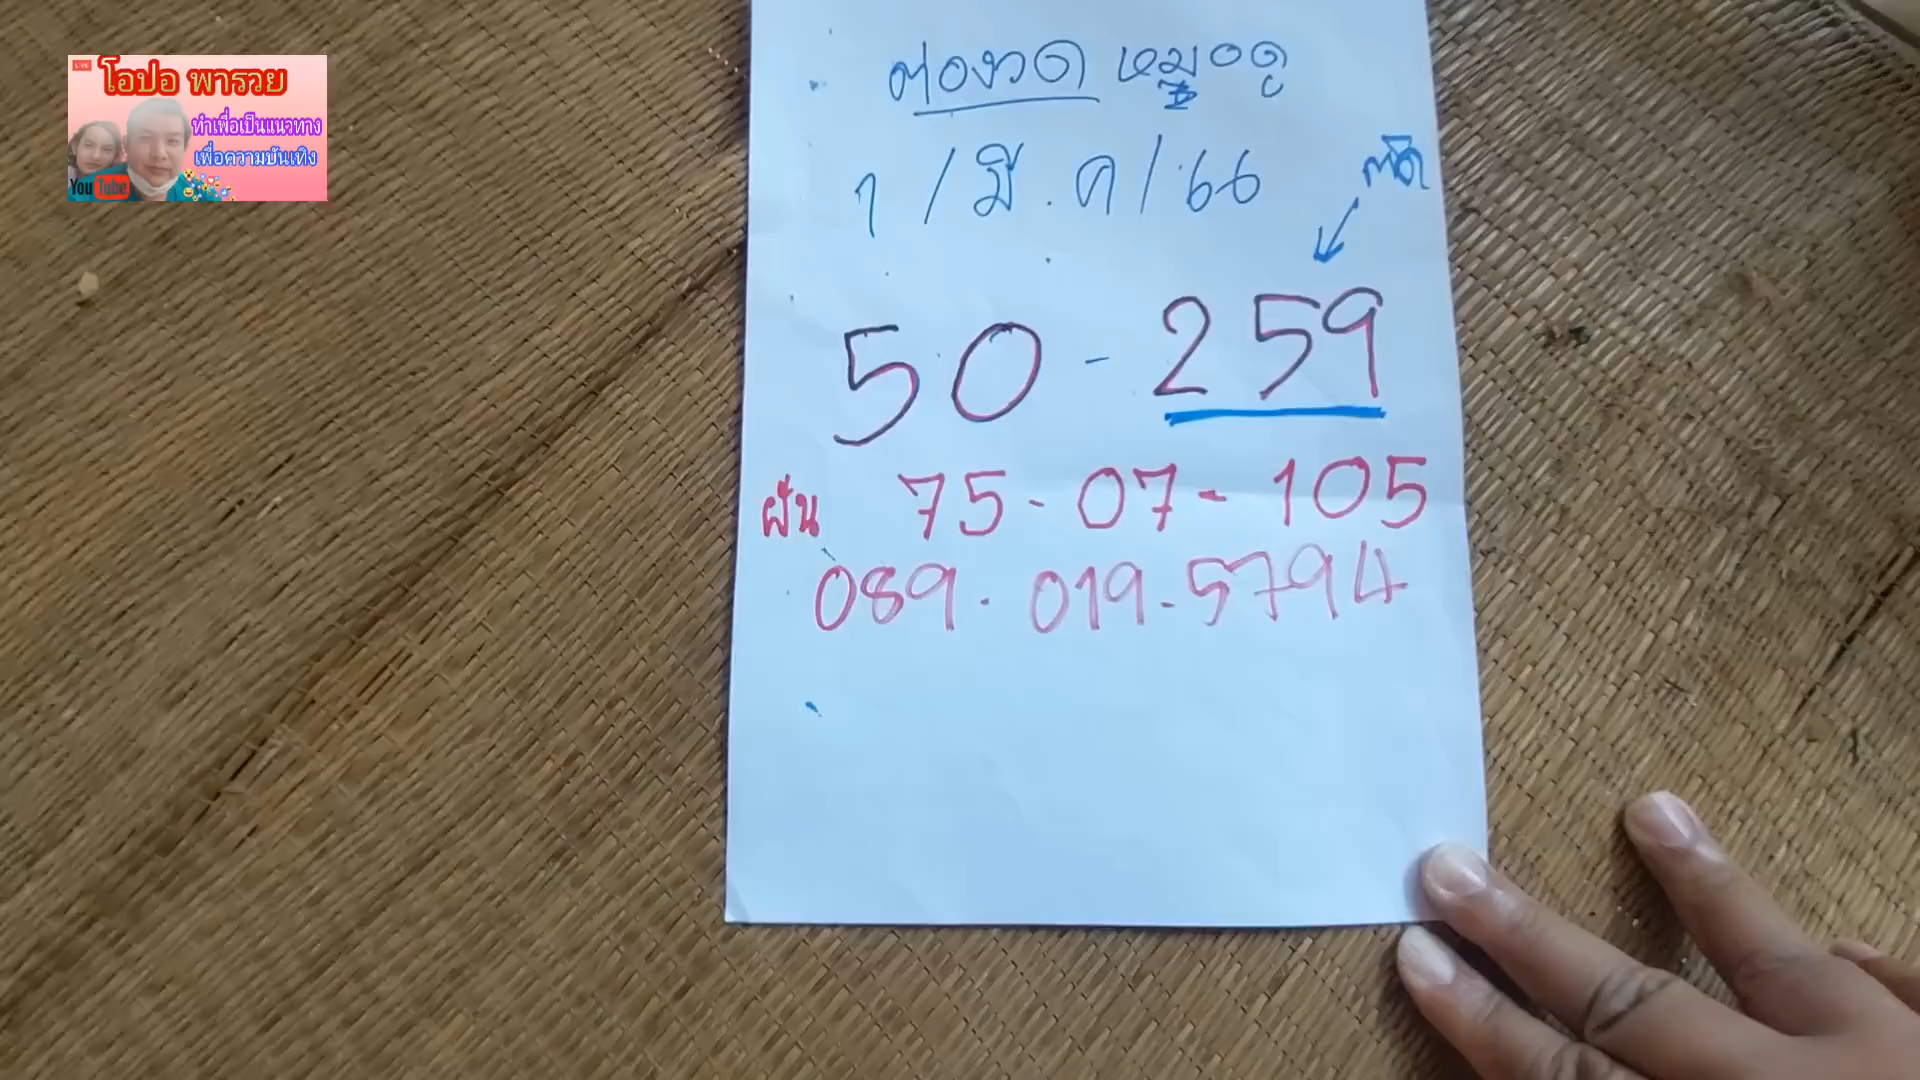 LIVE
โอปอ พารวย
ทำเพื่อเป็นแนวทาง
เพื่อความบันเทิง
YouTube
ต่องวด หมอดู
1 / มี.ค / 66
50 - 259
ฝัน 75 - 07 - 105
089 - 019 - 5794